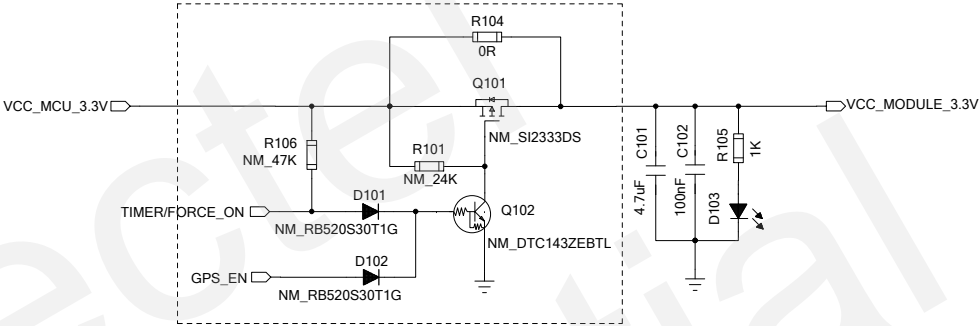 R104
0R
Q101
VCC_MCU_3.3V
VCC_MODULE_3.3V
NM_SI2333DS
R106
NM_47K
R101
NM_24K
C101
4.7uF
C102
100nF
R105
1K
D103
D101
TIMER/FORCE_ON
NM_RB520S30T1G
Q102
NM_DTC143ZEBTL
D102
GPS_EN
NM_RB520S30T1G
ectel